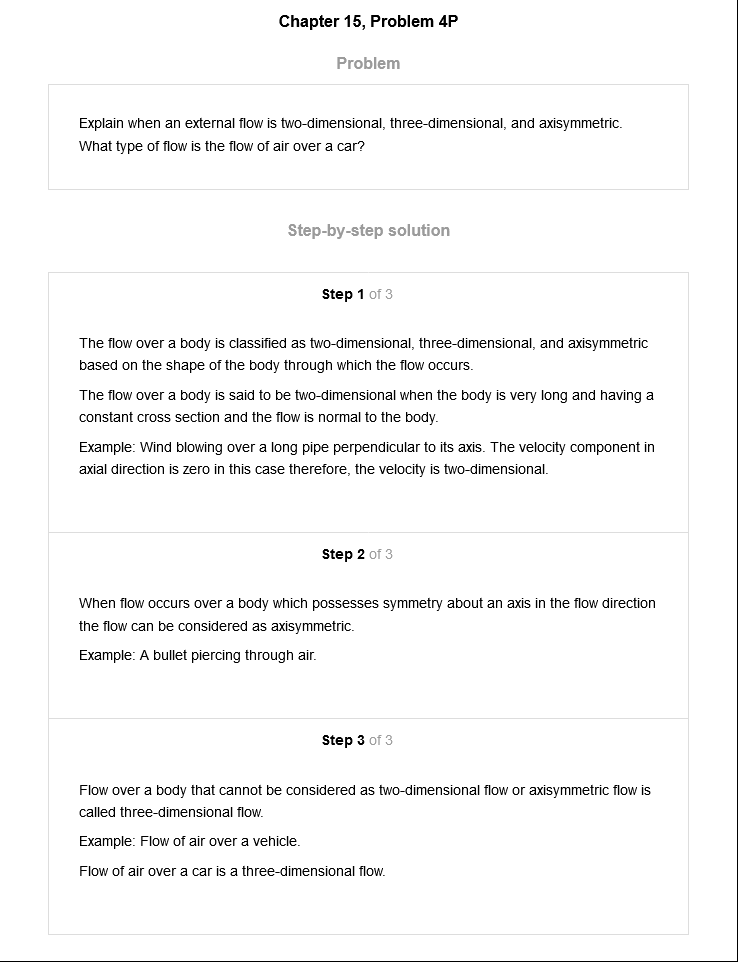 Chapter 15, Problem 4P
Problem
Explain when an external flow is two-dimensional, three-dimensional, and axisymmetric.
What type of flow is the flow of air over a car?
Step-by-step solution
Step 1 of 3
The flow over a body is classified as two-dimensional, three-dimensional, and axisymmetric
based on the shape of the body through which the flow occurs.
The flow over a body is said to be two-dimensional when the body is very long and having a
constant cross section and the flow is normal to the body.
Example: Wind blowing over a long pipe perpendicular to its axis. The velocity component in
axial direction is zero in this case therefore, the velocity is two-dimensional.
Step 2 of 3
When flow occurs over a body which possesses symmetry about an axis in the flow direction
the flow can be considered as axisymmetric.
Example: A bullet piercing through air.
Step 3 of 3
Flow over a body that cannot be considered as two-dimensional flow or axisymmetric flow is
called three-dimensional flow.
Example: Flow of air over a vehicle.
Flow of air over a car is a three-dimensional flow.